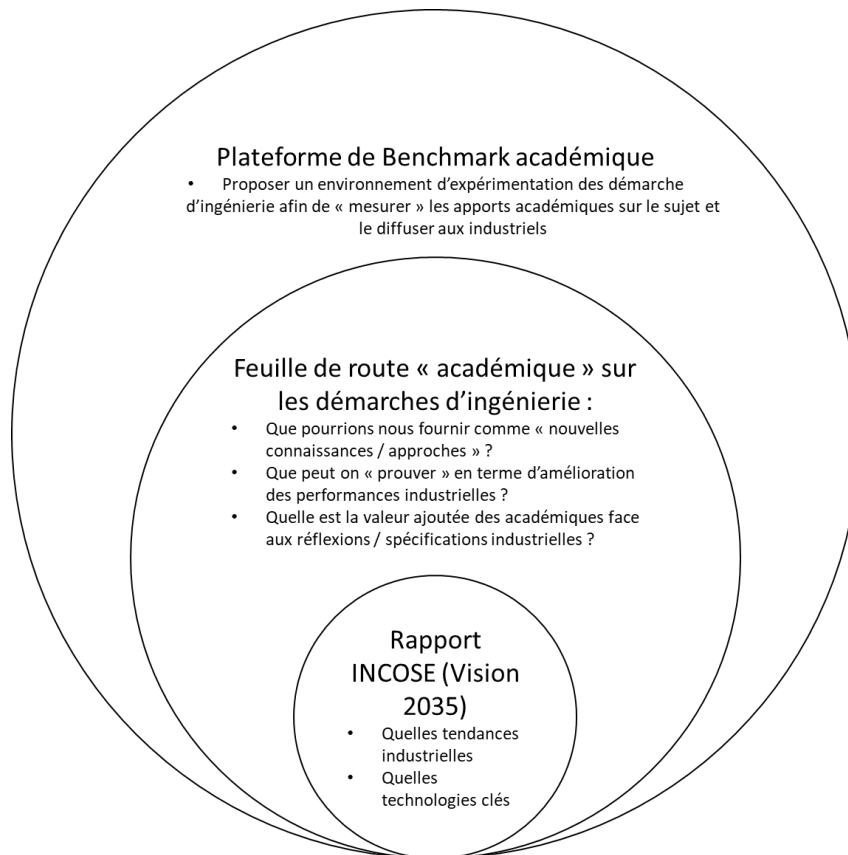 Plateforme de Benchmark académique
• Proposer un environnement d’expérimentation des démarche
d’ingénierie afin de « mesurer » les apports académiques sur le sujet et
le diffuser aux industriels
Feuille de route « académique » sur
les démarches d’ingénierie :
• Que pourrions nous fournir comme « nouvelles
connaissances / approches » ?
• Que peut on « prouver » en terme d’amélioration
des performances industrielles ?
• Quelle est la valeur ajoutée des académiques face
aux réflexions / spécifications industrielles ?
Rapport
INCOSE (Vision
2035)
• Quelles tendances
industrielles
• Quelles
technologies clés